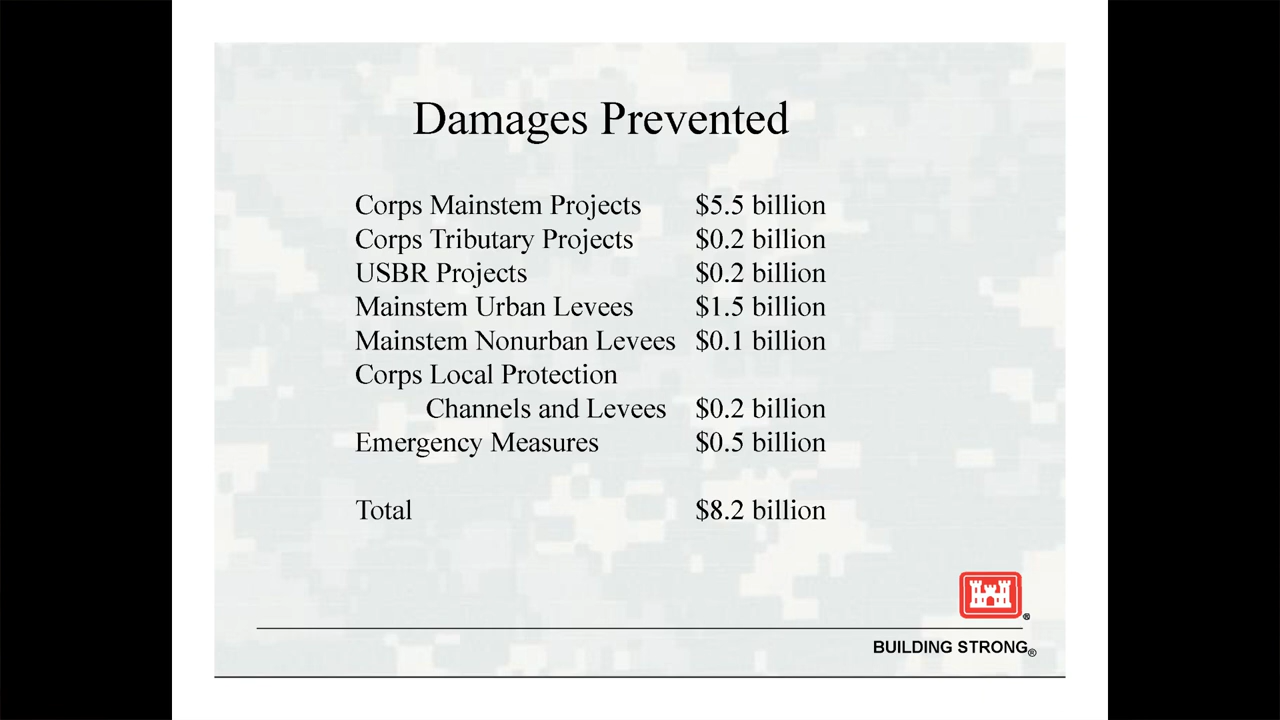 Damages Prevented
Corps Mainstem Projects $5.5 billion
Corps Tributary Projects $0.2 billion
USBR Projects $0.2 billion
Mainstem Urban Levees $1.5 billion
Mainstem Nonurban Levees $0.1 billion
Corps Local Protection
Channels and Levees $0.2 billion
Emergency Measures $0.5 billion
Total $8.2 billion
®
BUILDING STRONG®